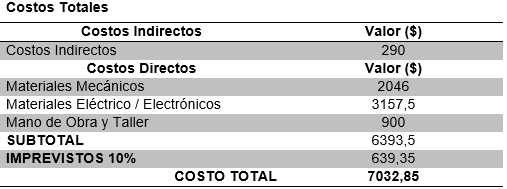 Costos Totales
Costos Indirectos Valor ($)
Costos Indirectos 290
Costos Directos Valor ($)
Materiales Mecánicos 2046
Materiales Eléctrico / Electrónicos 3157,5
Mano de Obra y Taller 900
SUBTOTAL 6393,5
IMPREVISTOS 10% 639,35
COSTO TOTAL 7032,85